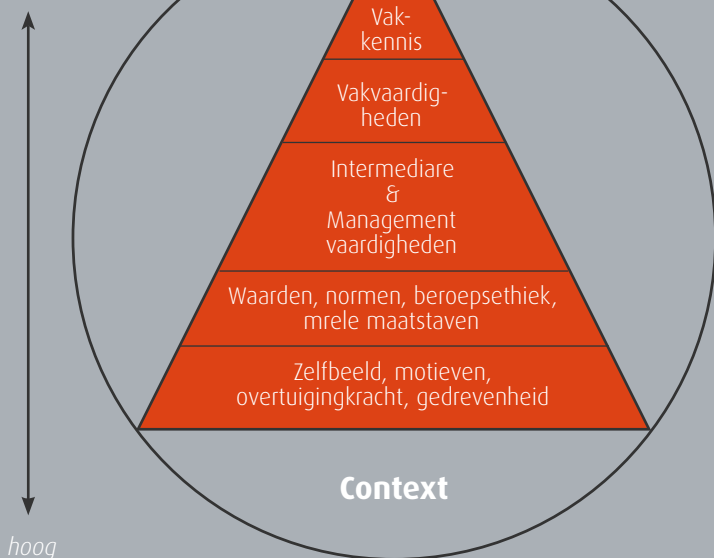 Vak-
kennis
Vakvaardig-
heden
Intermediare
&
Management
vaardigheden
Waarden, normen, beroepsethiek,
mrele maatstaven
Zelfbeeld, motieven,
overtuigingkracht, gedrevenheid
Context
hoog